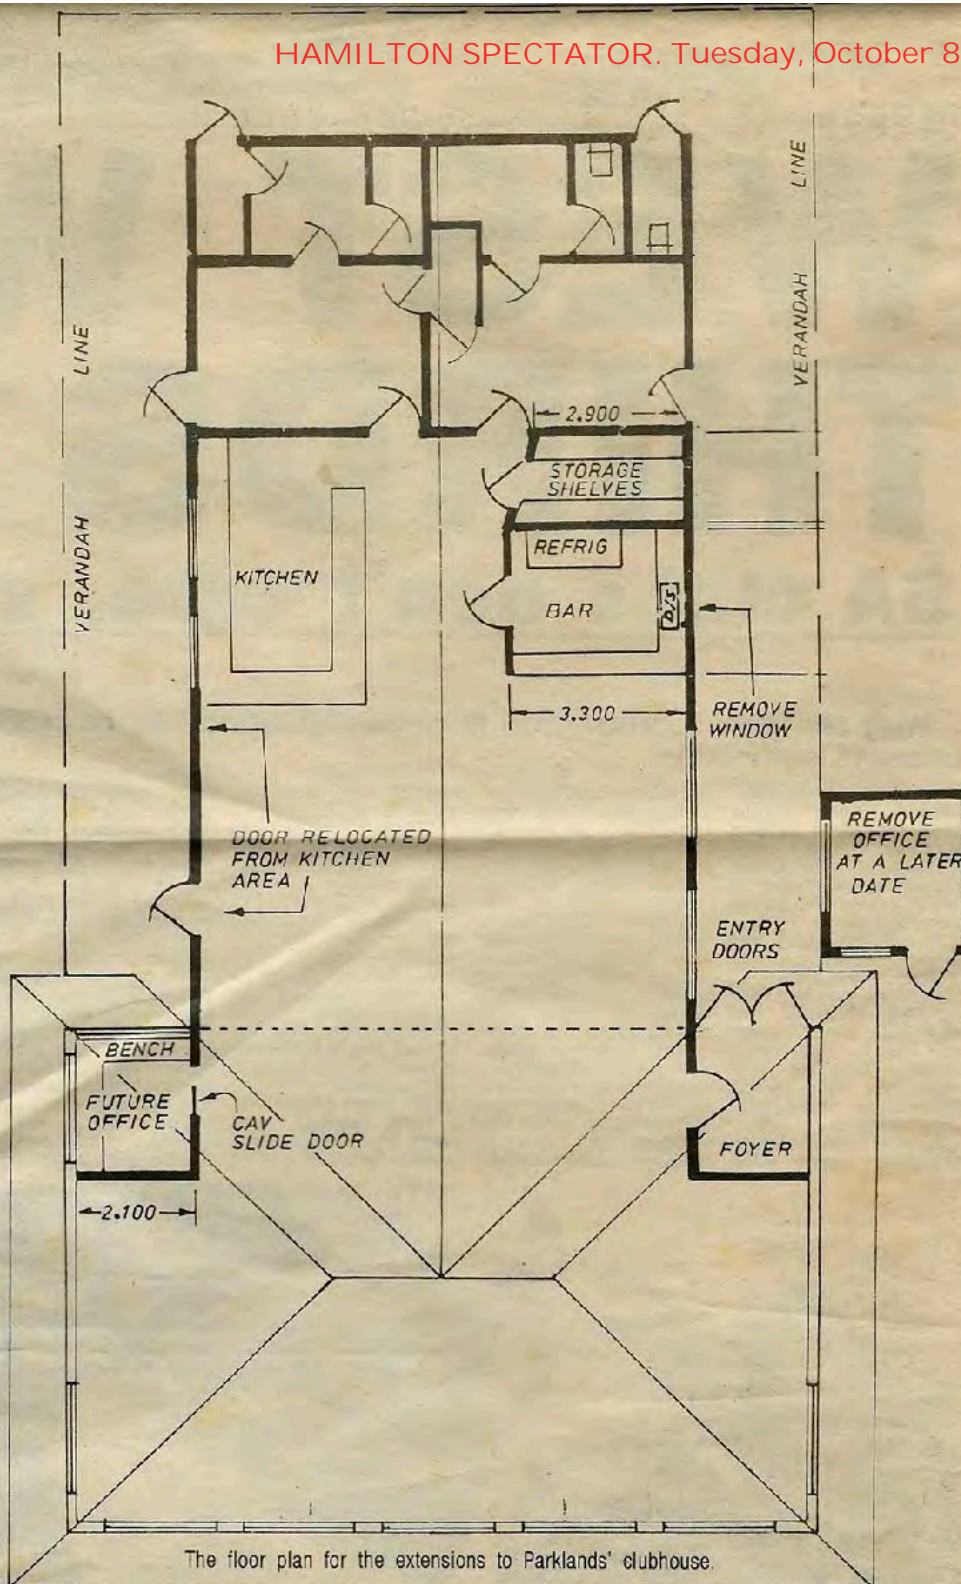 HAMILTON SPECTATOR. Tuesday, October 8
VERANDAH LINE
VERANDAH LINE
2.900
STORAGE
SHELVES
REFRIG
KITCHEN
BAR
D/S
3.300
REMOVE
WINDOW
DOOR RELOCATED
FROM KITCHEN
AREA
REMOVE
OFFICE
AT A LATER
DATE
ENTRY
DOORS
BENCH
FUTURE
OFFICE
CAV
SLIDE DOOR
FOYER
2.100
The floor plan for the extensions to Parklands' clubhouse.